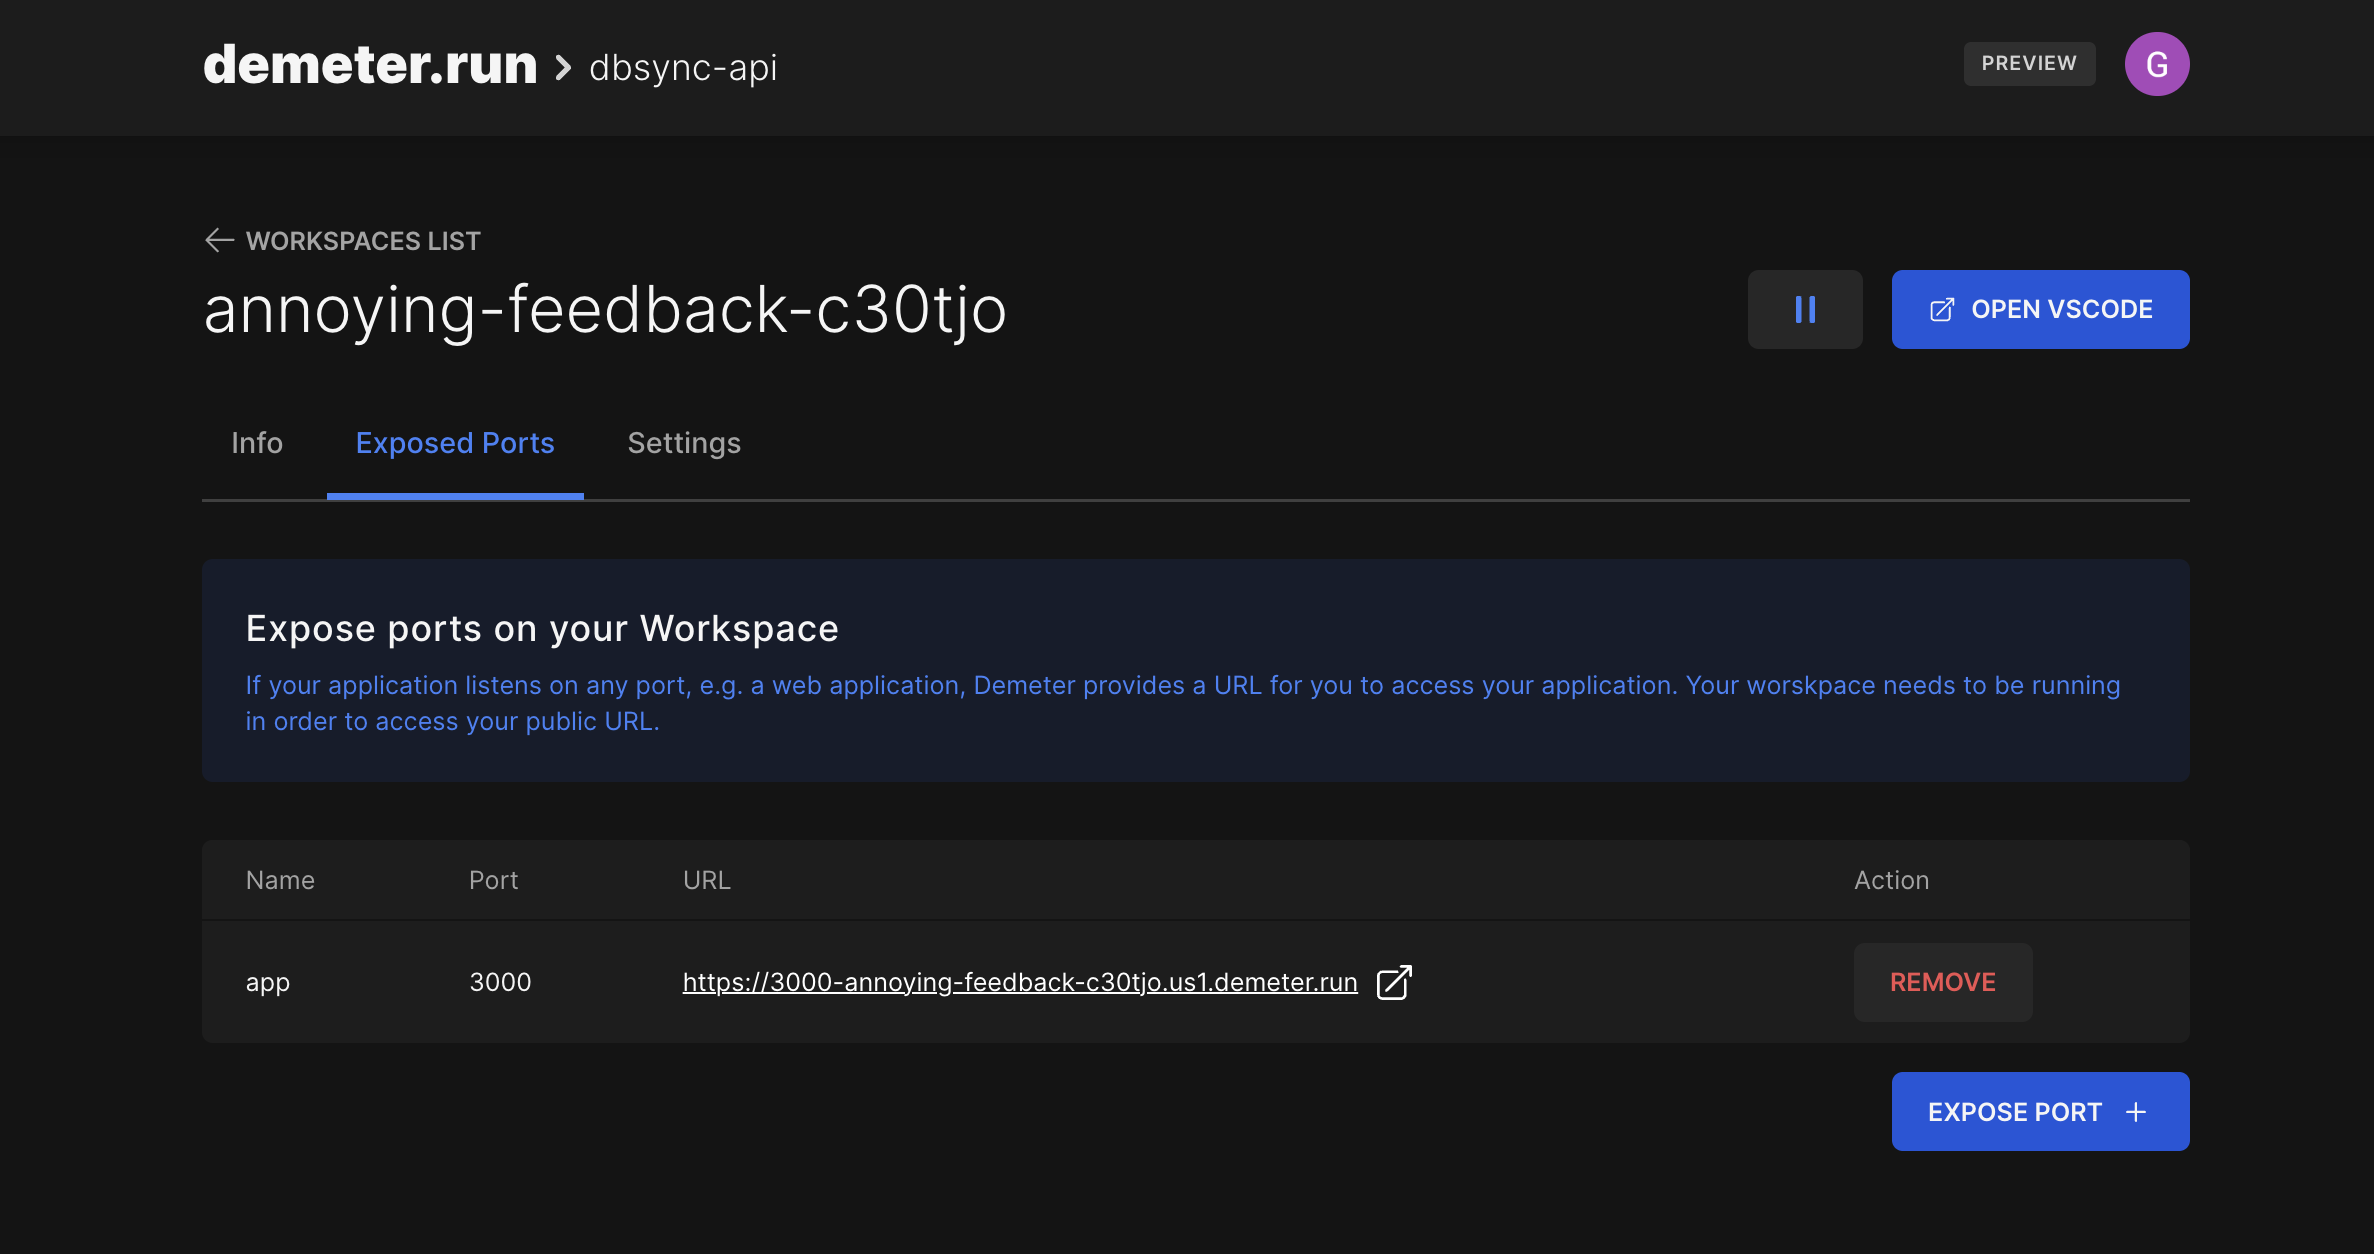 demeter.run > dbsync-api
PREVIEW
G
WORKSPACES LIST
annoying-feedback-c30tjo
OPEN VSCODE
Info
Exposed Ports
Settings
Expose ports on your Workspace
If your application listens on any port, e.g. a web application, Demeter provides a URL for you to access your application. Your worskpace needs to be running
in order to access your public URL.
Name Port URL Action
app 3000 https://3000-annoying-feedback-c30tjo.us1.demeter.run REMOVE
EXPOSE PORT +